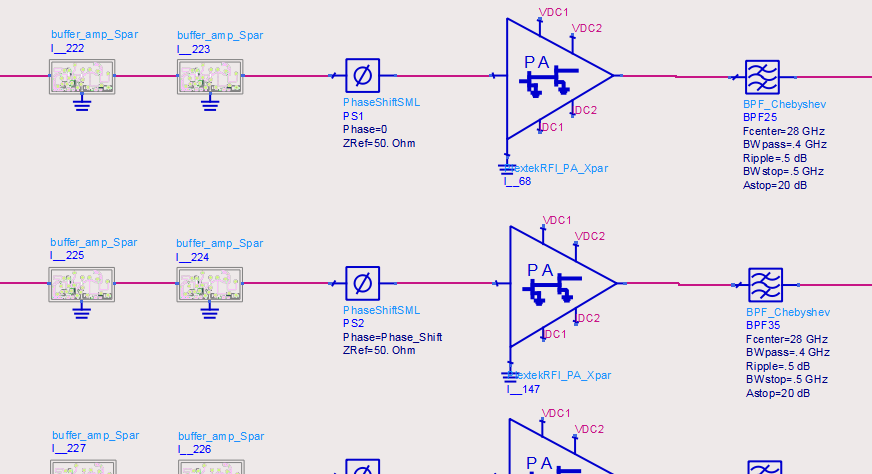 buffer_amp_Spar
I__222
buffer_amp_Spar
I__223
PhaseShiftSML
PS1
Phase=0
ZRef=50. Ohm
VDC1
VDC2
PA
DC2
DC1
PlextekRFI_PA_Xpar
I__68
BPF_Chebyshev
BPF25
Fcenter=28 GHz
BWpass=.4 GHz
Ripple=.5 dB
BWstop=.5 GHz
Astop=20 dB
buffer_amp_Spar
I__225
buffer_amp_Spar
I__224
PhaseShiftSML
PS2
Phase=Phase_Shift
ZRef=50. Ohm
VDC1
VDC2
PA
DC2
DC1
PlextekRFI_PA_Xpar
I__147
BPF_Chebyshev
BPF35
Fcenter=28 GHz
BWpass=.4 GHz
Ripple=.5 dB
BWstop=.5 GHz
Astop=20 dB
buffer_amp_Spar
I__227
buffer_amp_Spar
I__226
VDC1
VDC2
PA